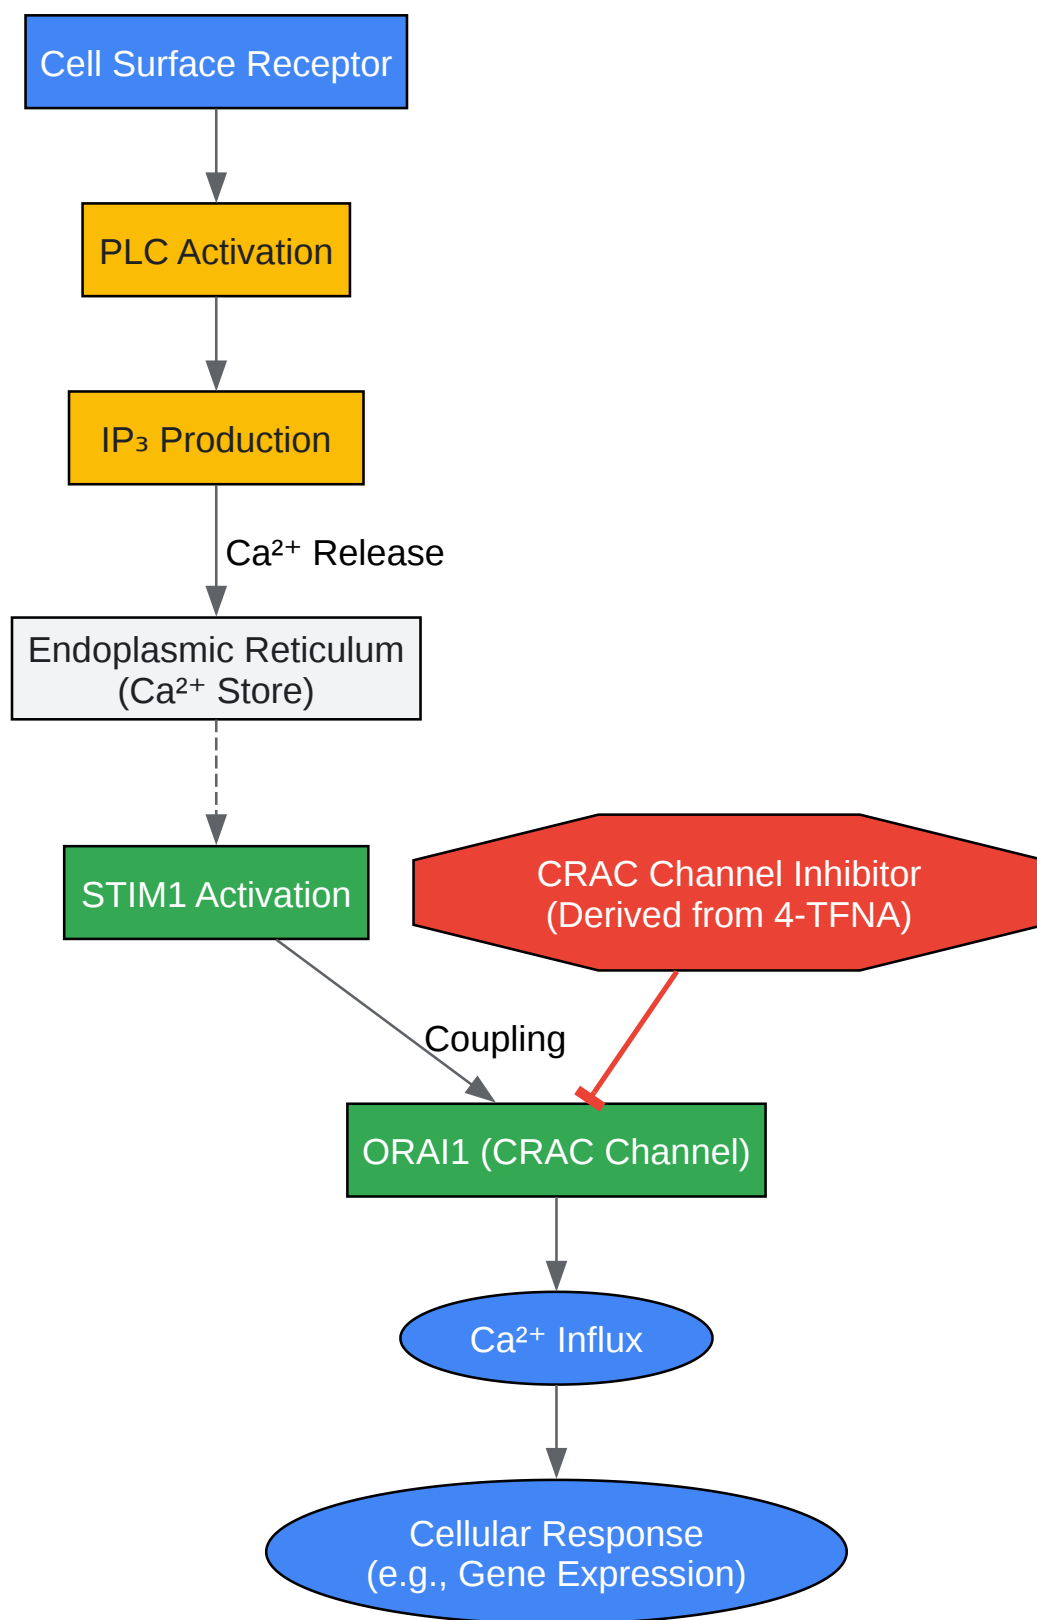 Cell Surface Receptor
PLC Activation
IP₃ Production
Ca²⁺ Release
Endoplasmic Reticulum
(Ca²⁺ Store)
STIM1 Activation
CRAC Channel Inhibitor
(Derived from 4-TFNA)
Coupling
ORAI1 (CRAC Channel)
Ca²⁺ Influx
Cellular Response
(e.g., Gene Expression)